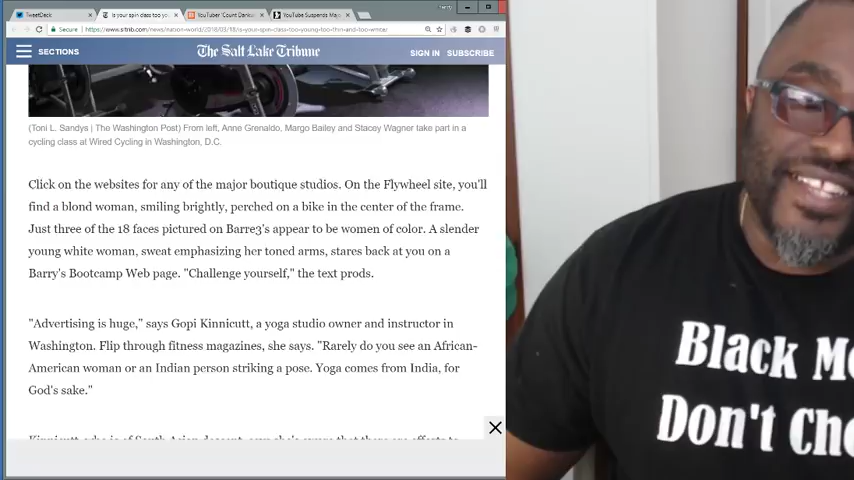 TweetDeck
Is your spin class too yo
YouTuber 'Count Dank
YouTube Suspends Maj
Secure https://www.sltrib.com/news/nation-world/2018/03/18/is-your-spin-class-too-young-too-thin-and-too-white/
SECTIONS
The Salt Lake Tribune
SIGN IN SUBSCRIBE
(Toni L. Sandys | The Washington Post) From left, Anne Grenaldo, Margo Bailey and Stacey Wagner take part in a
cycling class at Wired Cycling in Washington, D.C.
Click on the websites for any of the major boutique studios. On the Flywheel site, you'll
find a blond woman, smiling brightly, perched on a bike in the center of the frame.
Just three of the 18 faces pictured on Barre3's appear to be women of color. A slender
young white woman, sweat emphasizing her toned arms, stares back at you on a
Barry's Bootcamp Web page. "Challenge yourself," the text prods.
"Advertising is huge," says Gopi Kinnicutt, a yoga studio owner and instructor in
Washington. Flip through fitness magazines, she says. "Rarely do you see an African-
American woman or an Indian person striking a pose. Yoga comes from India, for
God's sake."
Black Me
Don't Che